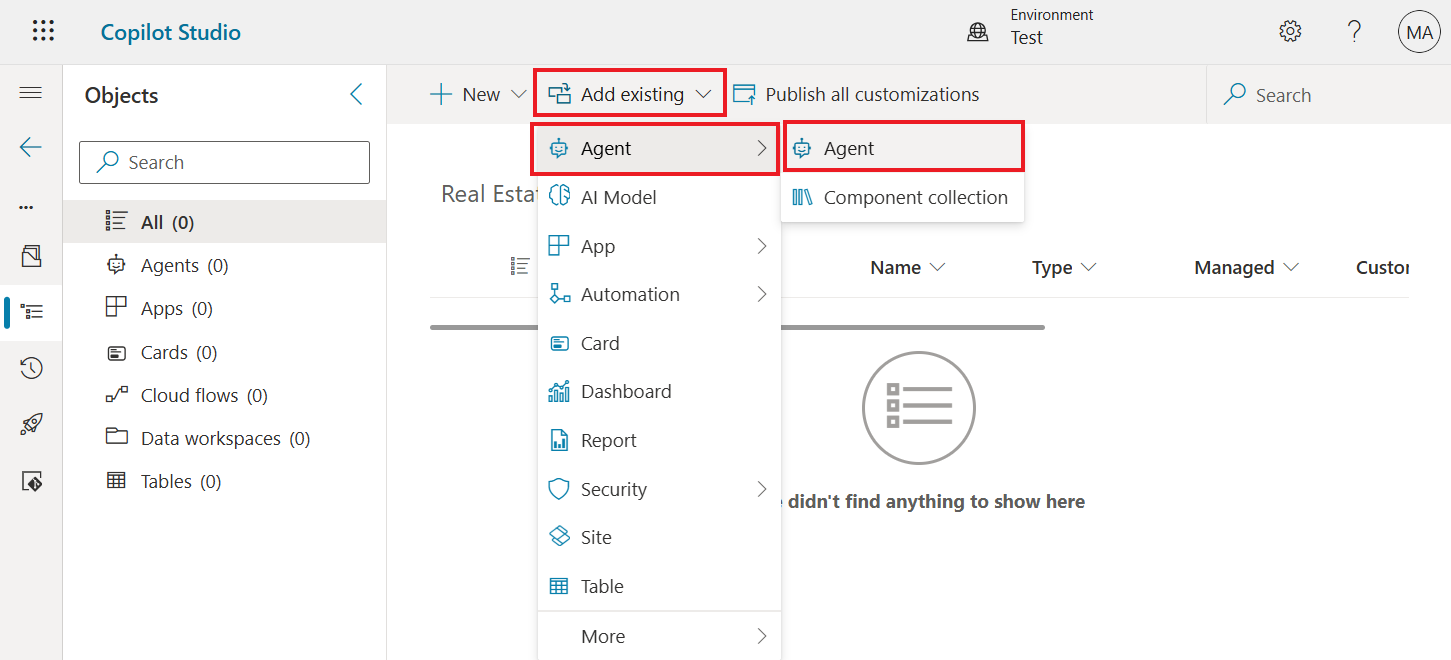 Copilot Studio
Environment
Test
?
MA
Objects
New
Add existing
Publish all customizations
Search
Search
All (0)
Agents (0)
Apps (0)
Cards (0)
Cloud flows (0)
Data workspaces (0)
Tables (0)
Agent
AI Model
App
Automation
Card
Dashboard
Report
Security
Site
Table
More
Agent
Component collection
Real Esta
Name
Type
Managed
Custor
didn't find anything to show here